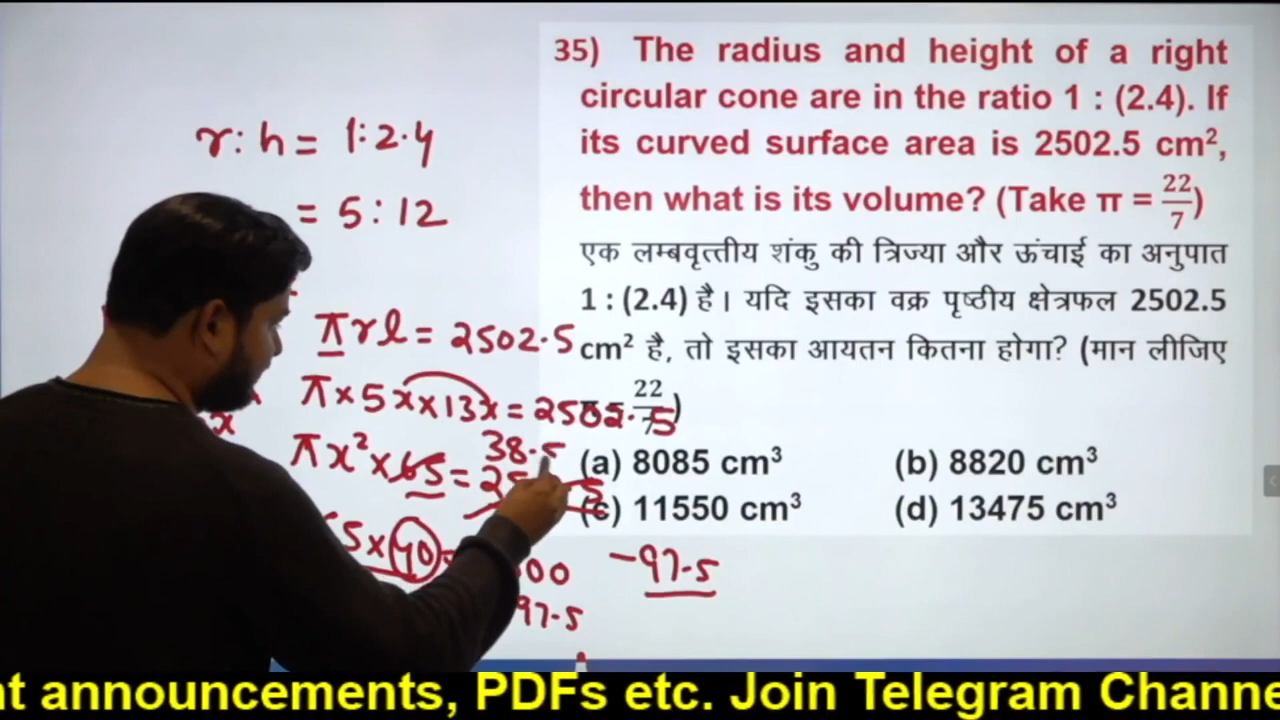 35) The radius and height of a right
circular cone are in the ratio 1 : (2.4). If
its curved surface area is 2502.5 cm²,
then what is its volume? (Take π = 22/7)
एक लम्बवृत्तीय शंकु की त्रिज्या और ऊंचाई का अनुपात
1 : (2.4) है। यदि इसका वक्र पृष्ठीय क्षेत्रफल 2502.5
cm² है, तो इसका आयतन कितना होगा? (मान लीजिए
22/7)
(a) 8085 cm³ (b) 8820 cm³
(c) 11550 cm³ (d) 13475 cm³
r : h = 1 : 2.4
= 5 : 12
πrl = 2502.5
π × 5x × 13x = 2502.5
πx² × 65 =
38.5
5 × 40
00
97.5
-97.5
nt announcements, PDFs etc. Join Telegram Channe